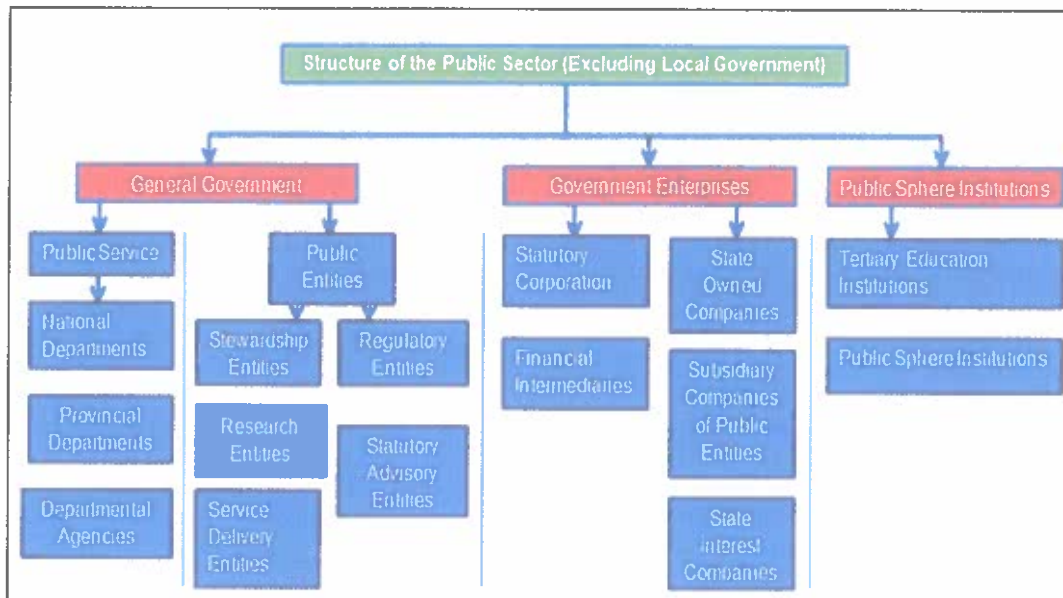 Structure of the Public Sector (Excluding Local Government)
General Government
Government Enterprises
Public Sphere Institutions
Public Service
National
Departments
Provincial
Departments
Departmental
Agencies
Public
Entities
Stewardship
Entities
Regulatory
Entities
Research
Entities
Statutory
Advisory
Entities
Service
Delivery
Entities
Statutory
Corporation
Financial
Intermediaries
State
Owned
Companies
Subsidiary
Companies
of Public
Entities
State
Interest
Companies
Tertiary Education
Institutions
Public Sphere Institutions